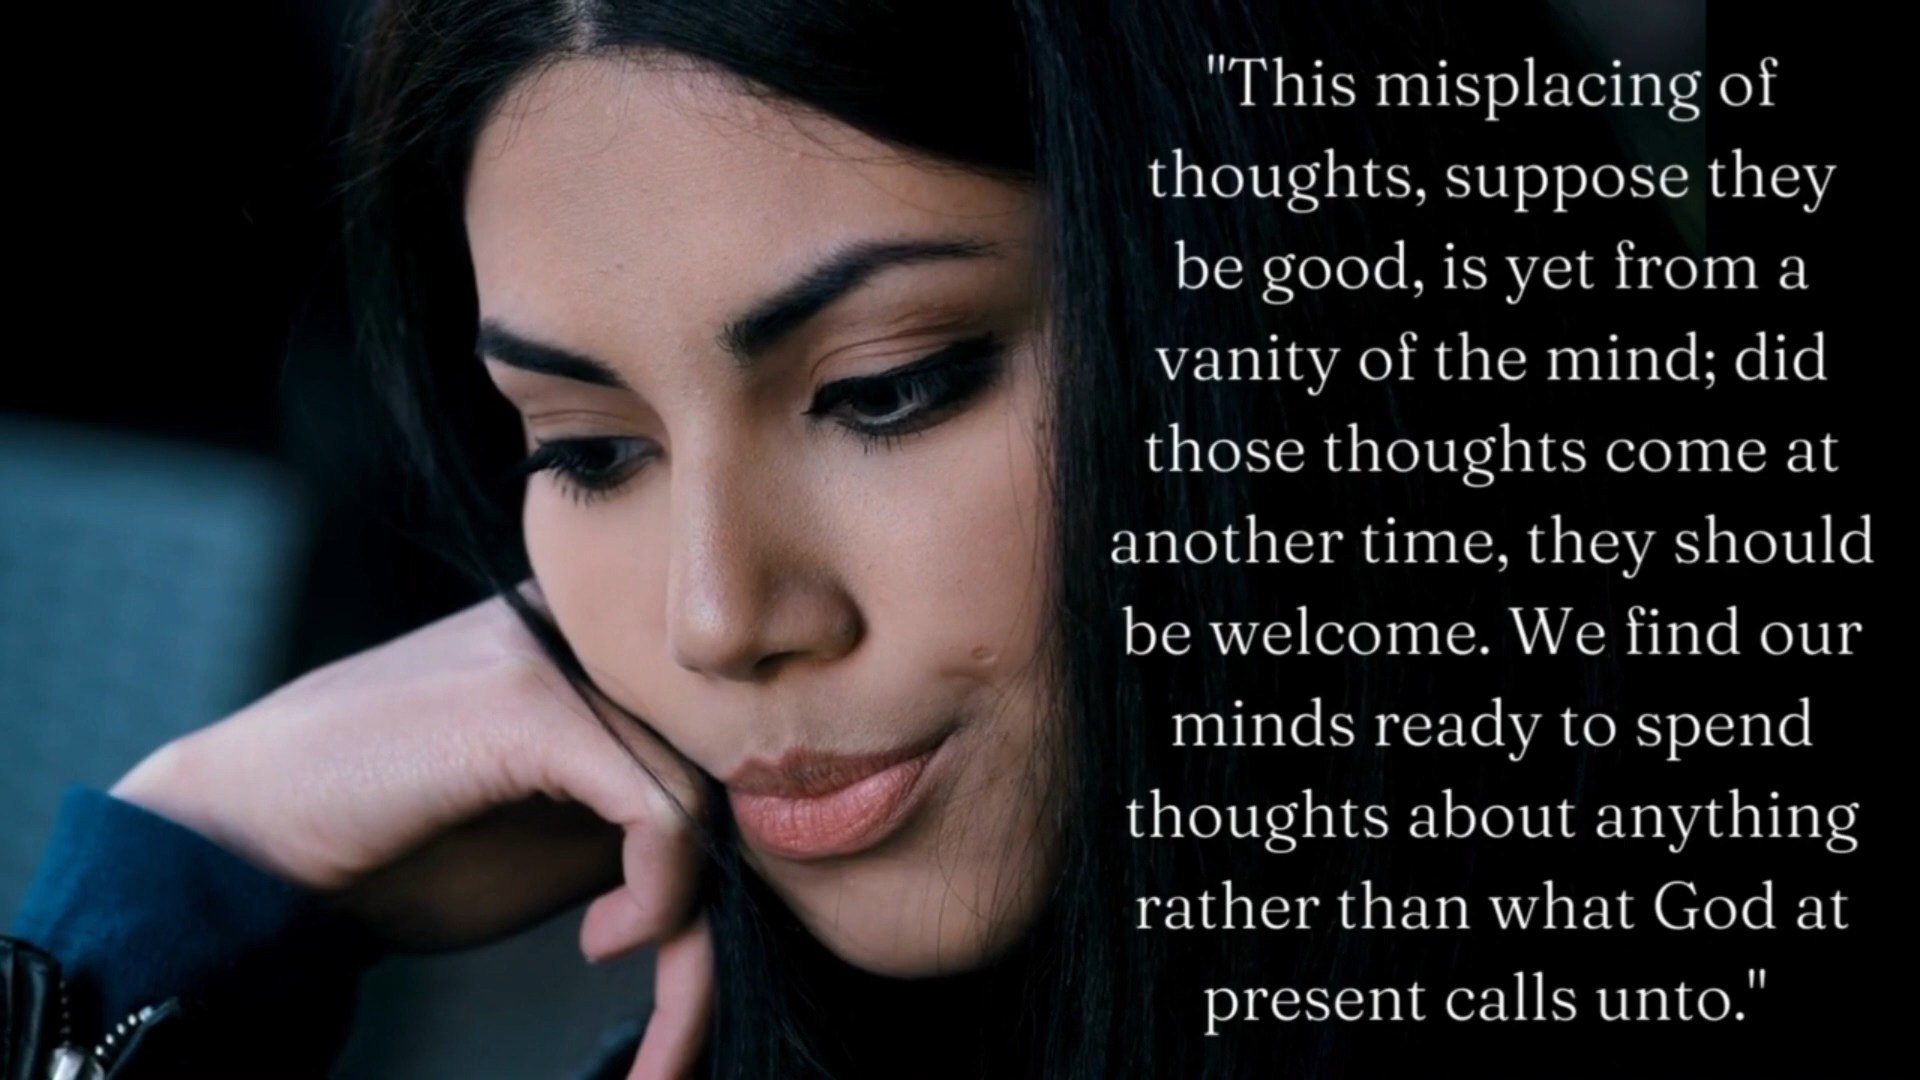 "This misplacing of
thoughts, suppose they
be good, is yet from a
vanity of the mind; did
those thoughts come at
another time, they should
be welcome. We find our
minds ready to spend
thoughts about anything
rather than what God at
present calls unto."